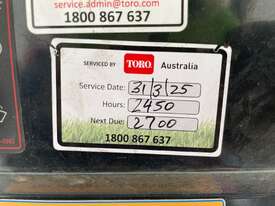 service.admin@toro.com
1800 867 637
SERVICED BY TORO Australia
Service Date: 31/3/25
Hours: 2450
Next Due: 2700
1800 867 637